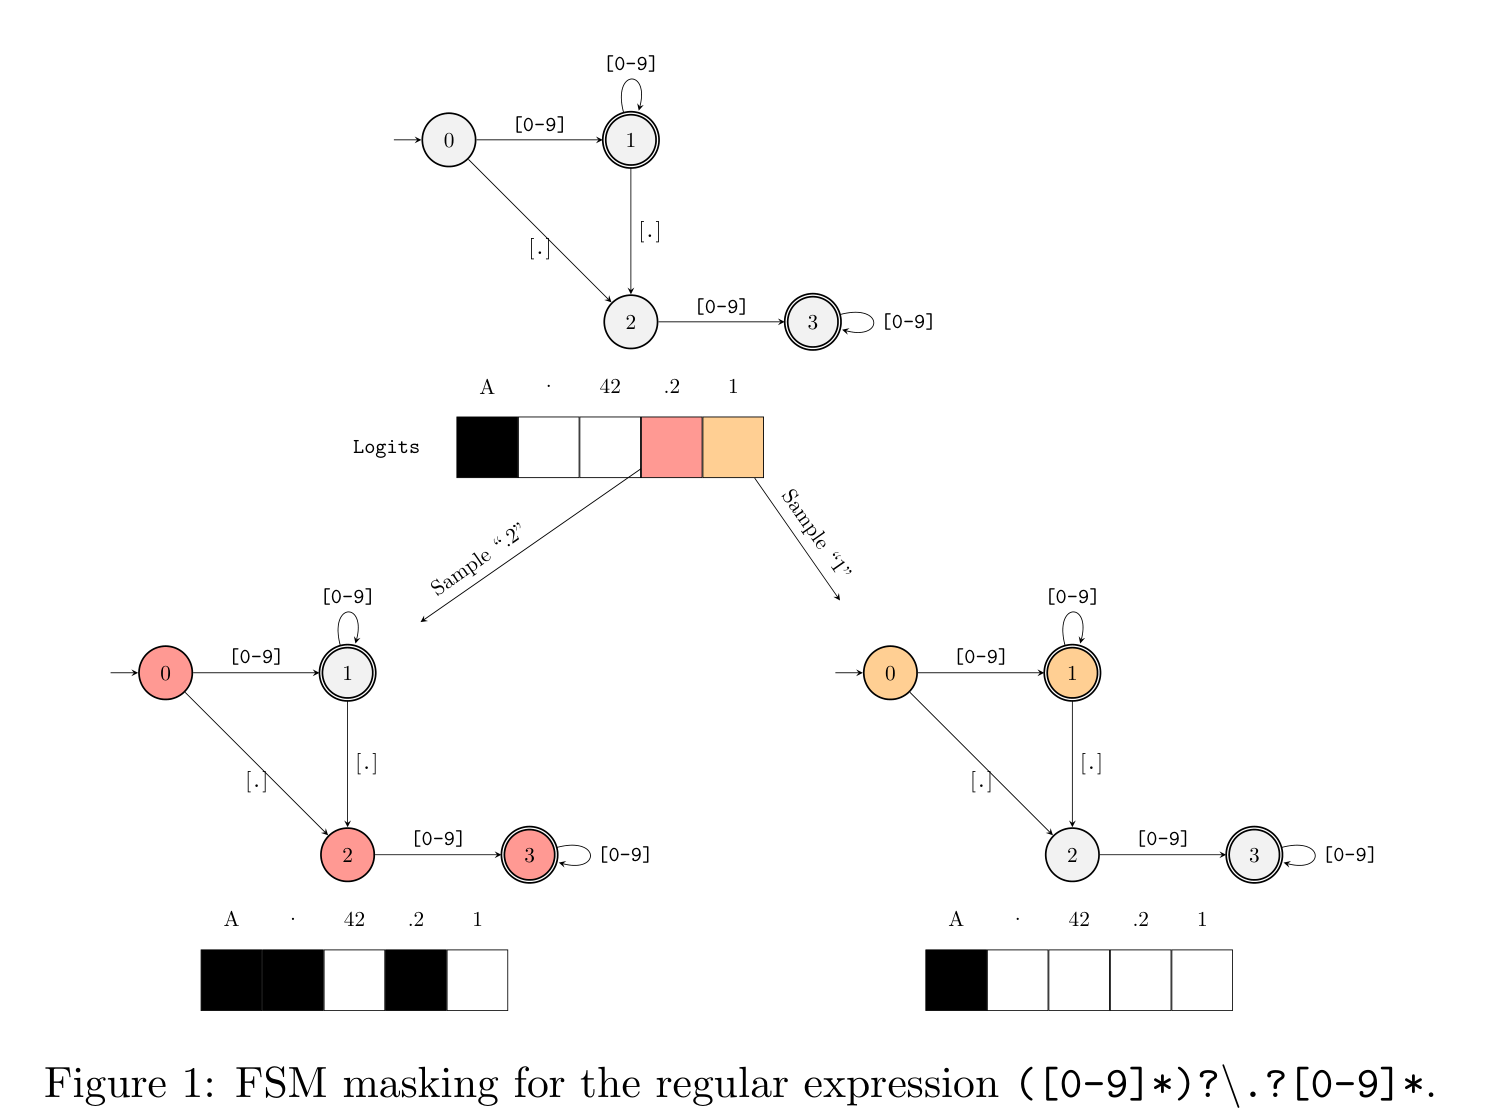 [0-9]
0 [0-9] 1
[.] [.]
2 [0-9] 3 [0-9]
A . 42 .2 1
Logits
Sample “.2” Sample “1”
[0-9] [0-9]
0 [0-9] 1 0 [0-9] 1
[.] [.] [.] [.]
2 [0-9] 3 [0-9] 2 [0-9] 3 [0-9]
A . 42 .2 1 A . 42 .2 1
Figure 1: FSM masking for the regular expression ([0-9]*)?\.?[0-9]*.